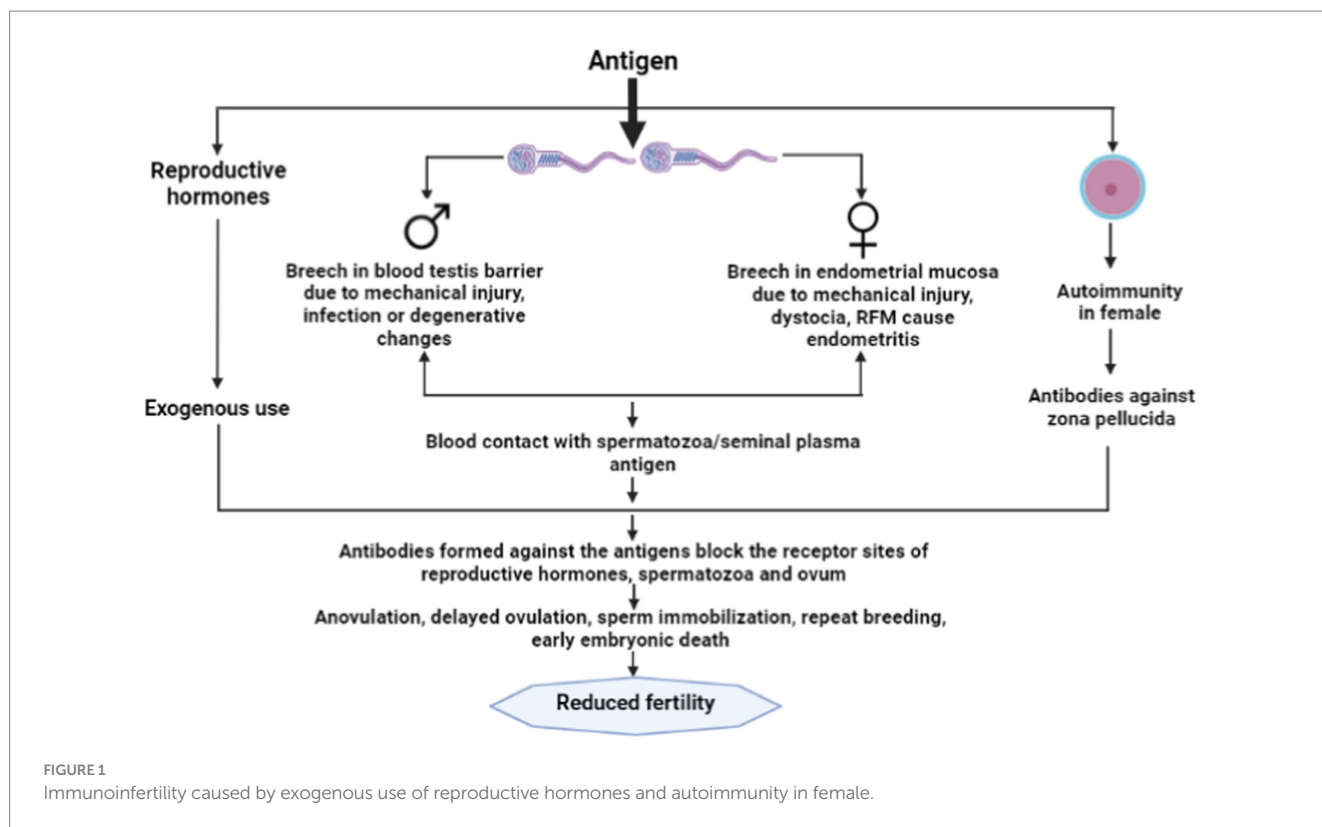 Antigen
Reproductive
hormones
Breech in blood testis barrier
due to mechanical injury,
infection or degenerative
changes
Breech in endometrial mucosa
due to mechanical injury,
dystocia, RFM cause
endometritis
Autoimmunity
in female
Exogenous use
Antibodies against
zona pellucida
Blood contact with spermatozoa/seminal plasma
antigen
Antibodies formed against the antigens block the receptor sites of
reproductive hormones, spermatozoa and ovum
Anovulation, delayed ovulation, sperm immobilization, repeat breeding,
early embryonic death
Reduced fertility
FIGURE 1
Immunoinfertility caused by exogenous use of reproductive hormones and autoimmunity in female.